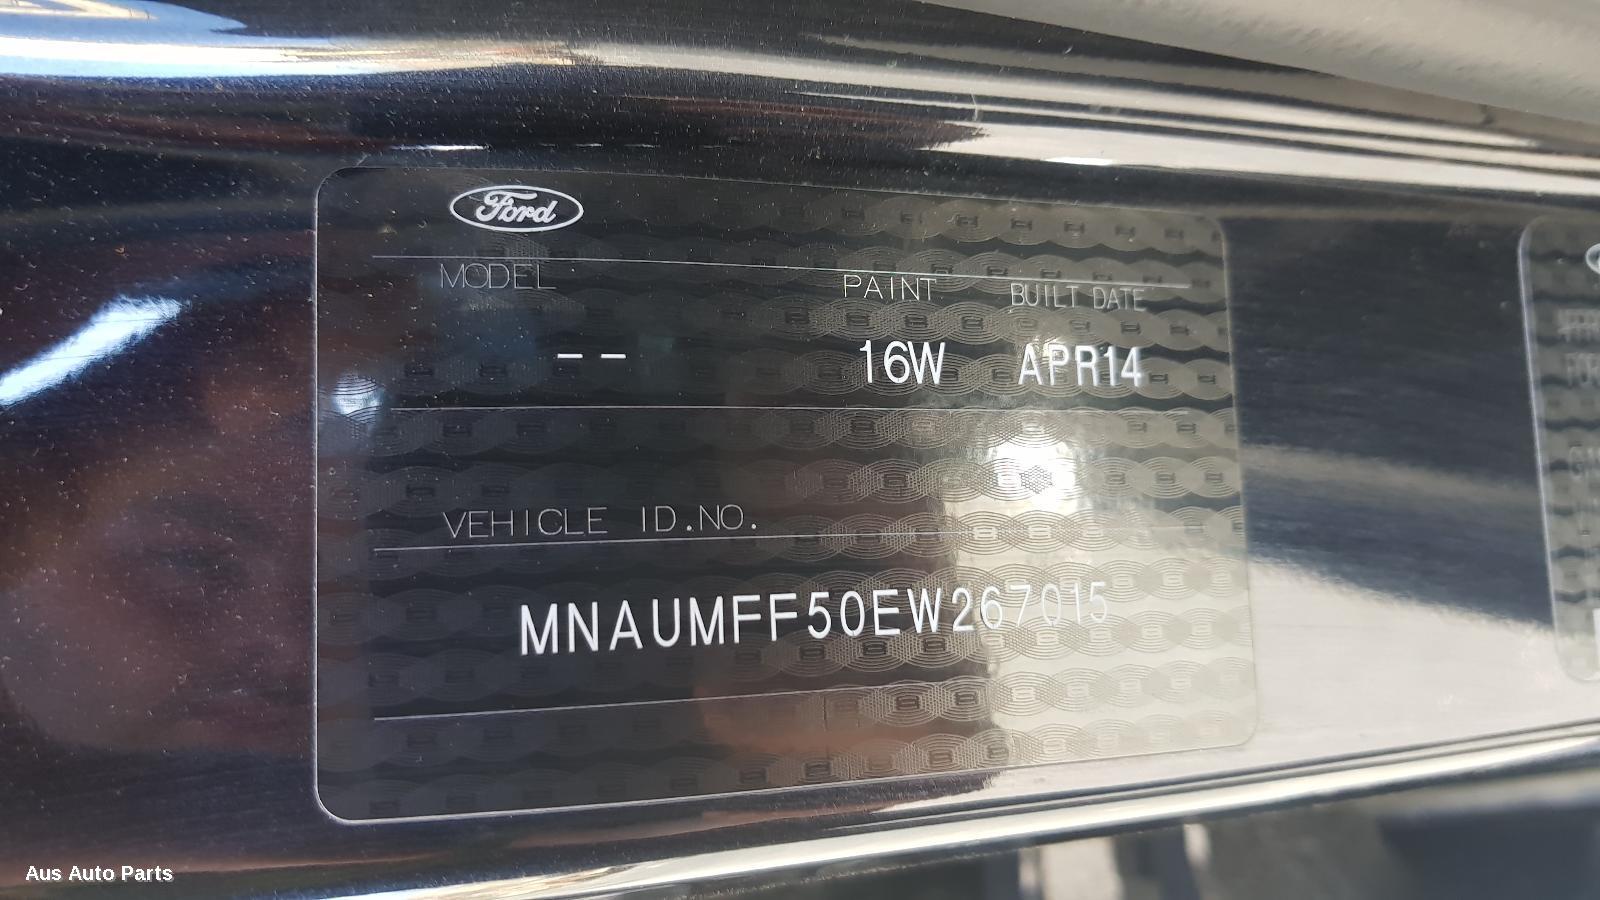 Ford
MODEL PAINT BUILT DATE
-- 16W APR14
VEHICLE ID.NO.
MNAUMFF50EW267015
Aus Auto Parts